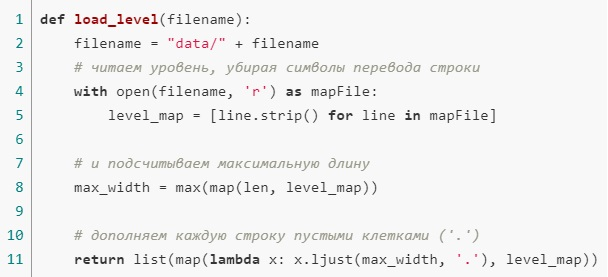 1 def load_level(filename):
2     filename = "data/" + filename
3     # читаем уровень, убирая символы перевода строки
4     with open(filename, 'r') as mapFile:
5         level_map = [line.strip() for line in mapFile]
6
7     # и подсчитываем максимальную длину
8     max_width = max(map(len, level_map))
9
10     # дополняем каждую строку пустыми клетками ('.')
11     return list(map(lambda x: x.ljust(max_width, '.'), level_map))